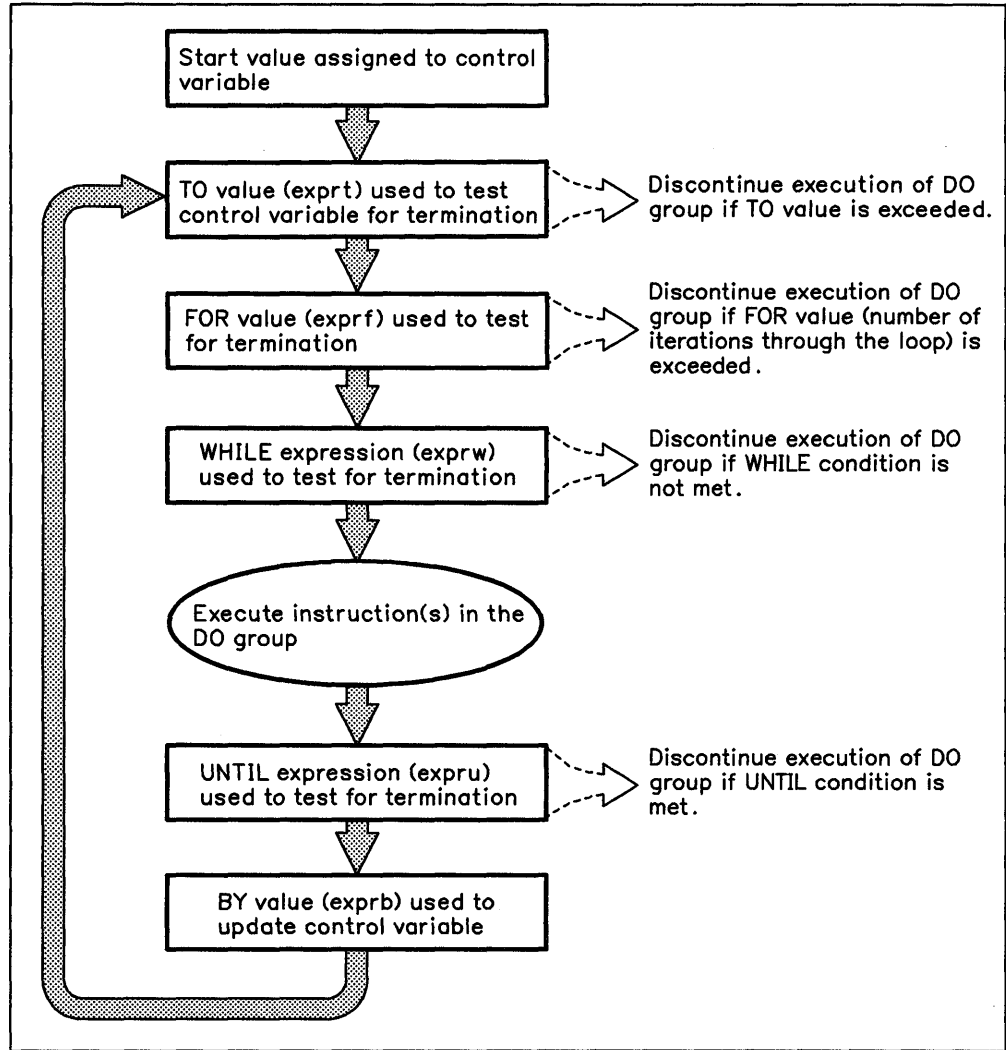 Start value assigned to control
variable
TO value (exprt) used to test
control variable for termination
Discontinue execution of DO
group if TO value is exceeded.
FOR value (exprf) used to test
for termination
Discontinue execution of DO
group if FOR value (number of
iterations through the loop) is
exceeded.
WHILE expression (exprw)
used to test for termination
Discontinue execution of DO
group if WHILE condition is
not met.
Execute instruction(s) in the
DO group
UNTIL expression (expru)
used to test for termination
Discontinue execution of DO
group if UNTIL condition is
met.
BY value (exprb) used to
update control variable